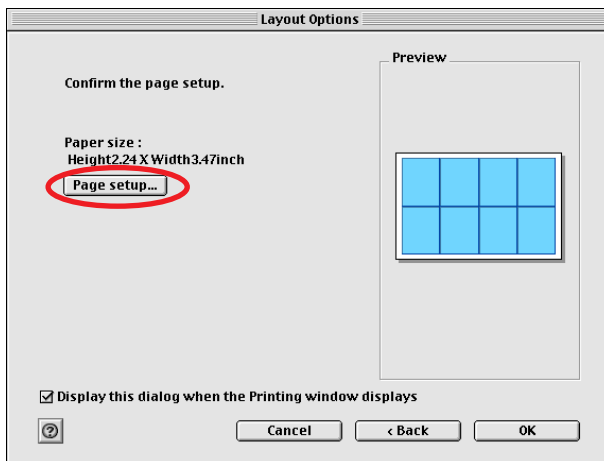 Layout Options
Preview
Confirm the page setup.
Paper size :
Height2.24 X Width3.47inch
Page setup...
Display this dialog when the Printing window displays
?
Cancel
‹ Back
OK